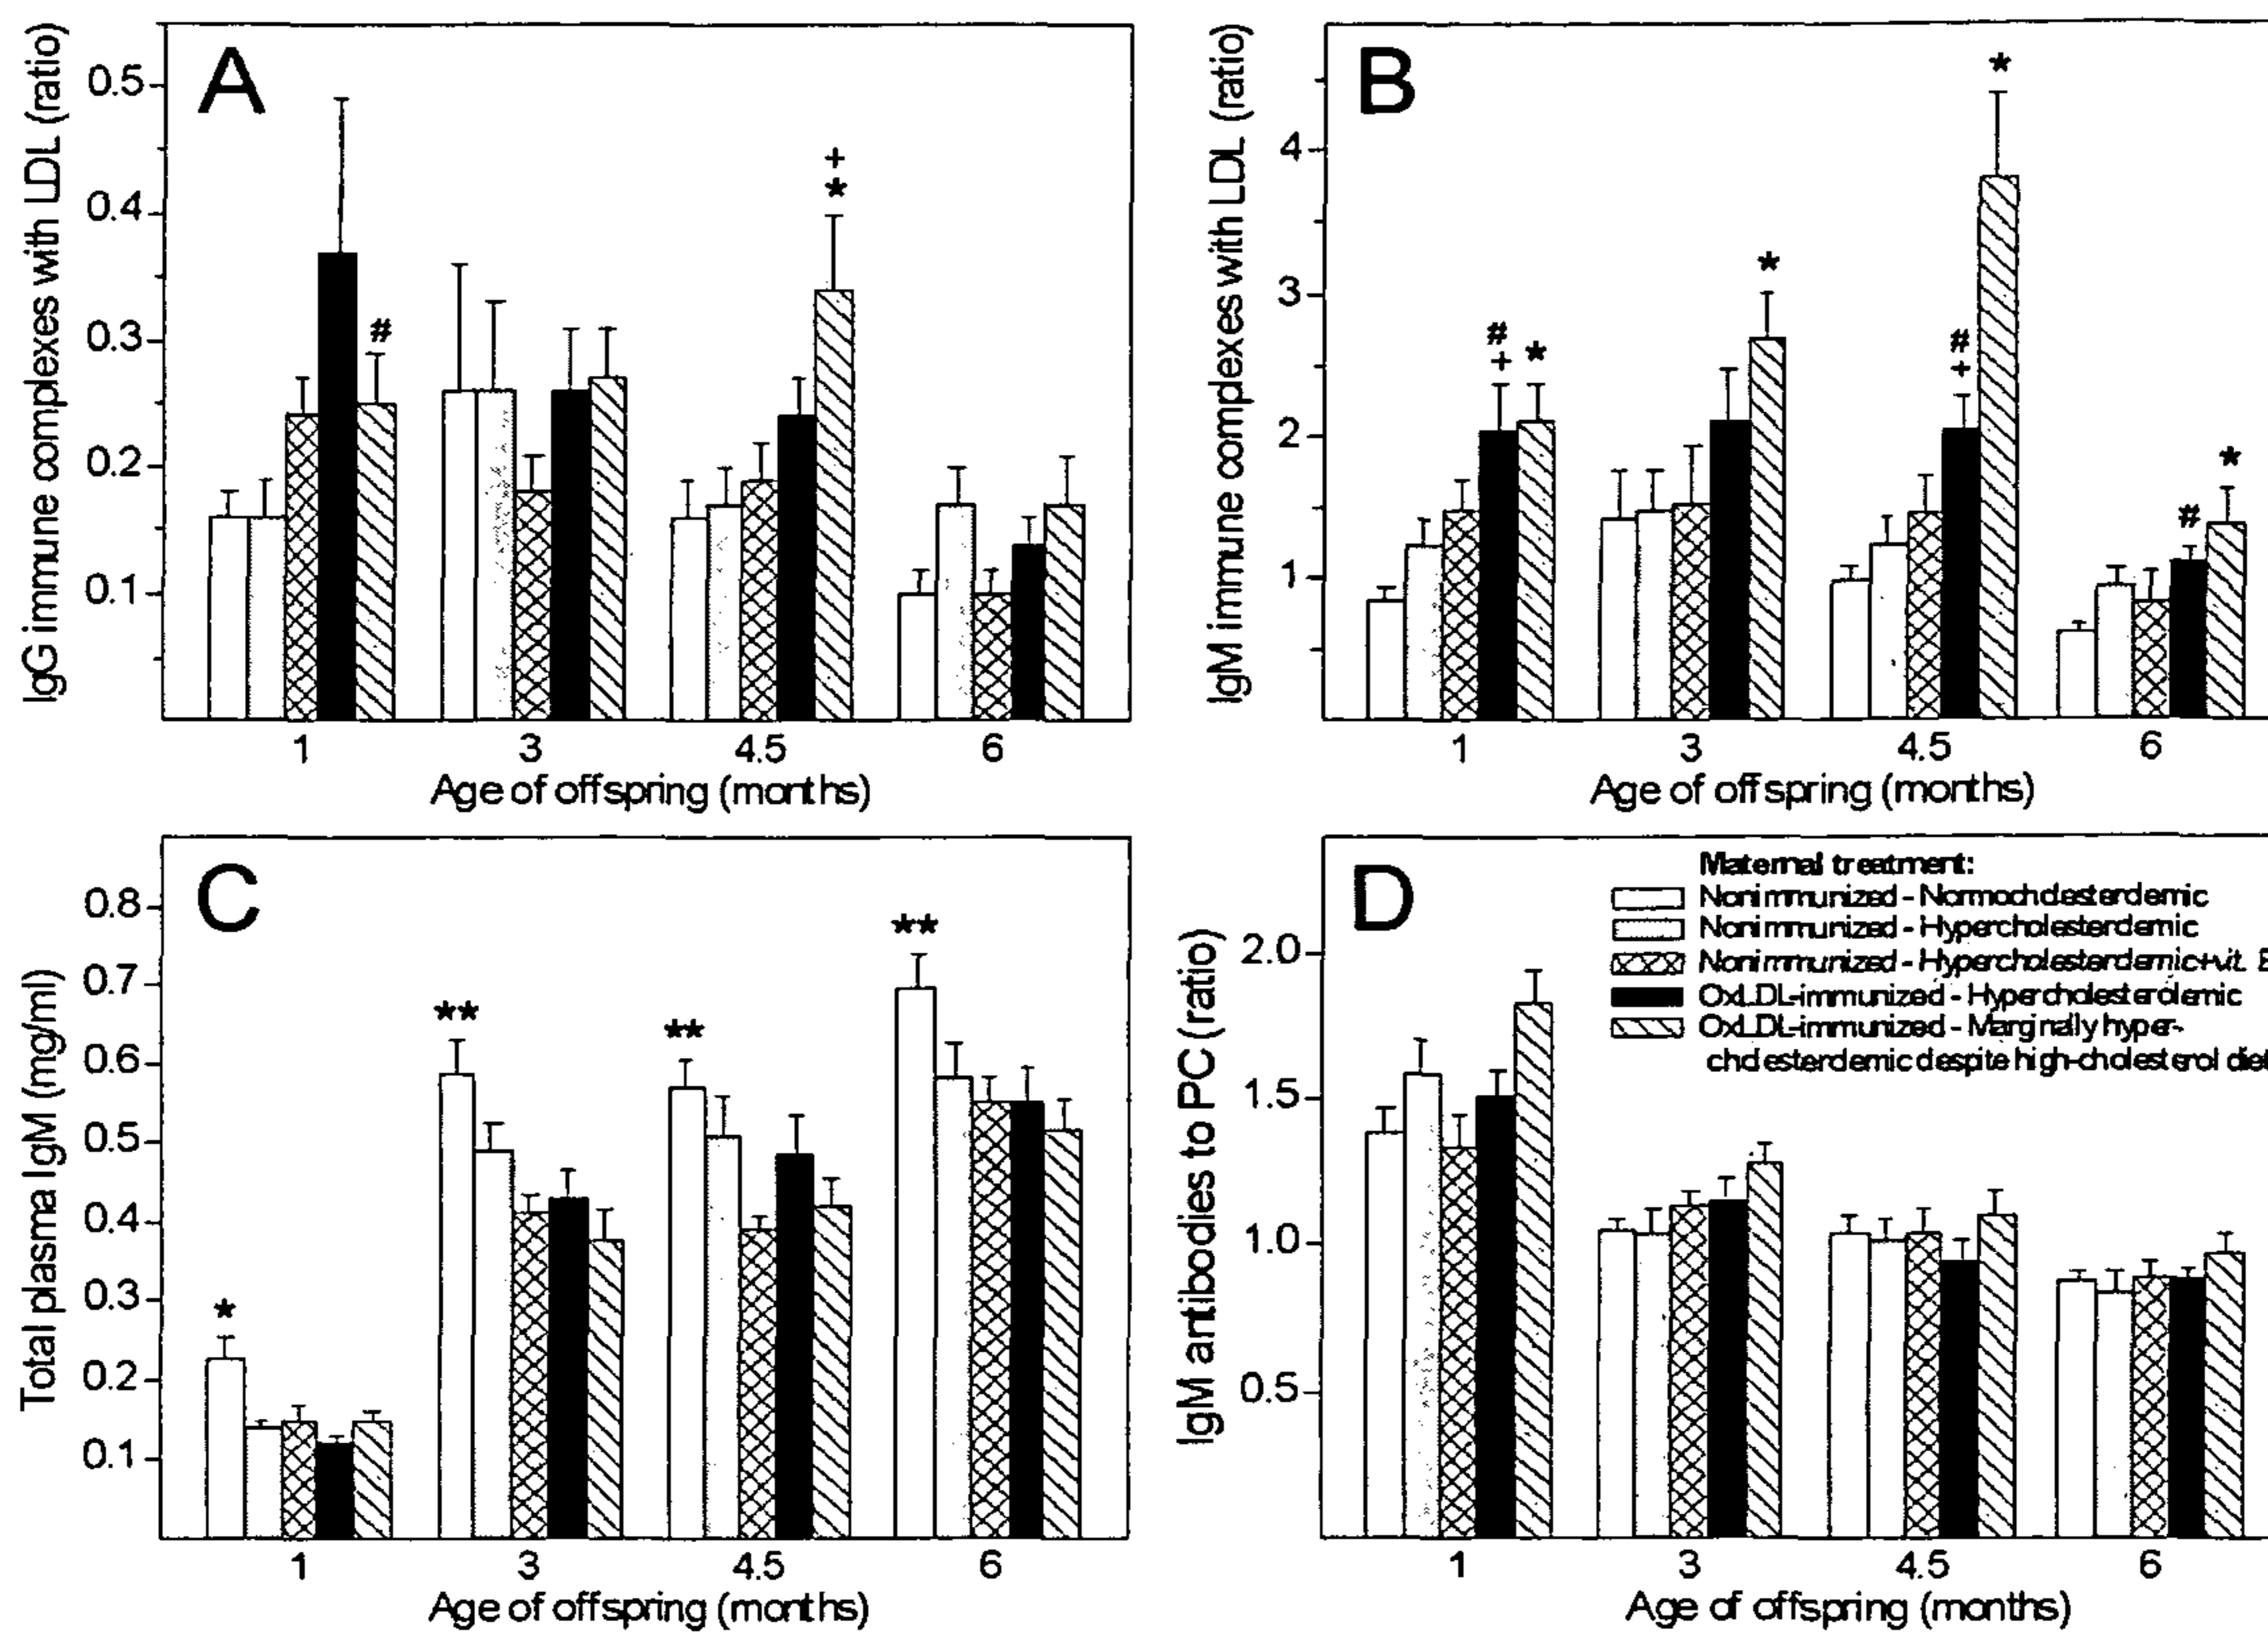 A
IgG immune complexes with LDL (ratio)
0.5
0.4
0.3
0.2
0.1
#
+
*
1 3 4.5 6
Age of offspring (months)
B
IgM immune complexes with LDL (ratio)
4
3
2
1
#
+
*
*
#
+
*
#
*
1 3 4.5 6
Age of offspring (months)
C
Total plasma IgM (mg/ml)
0.8
0.7
0.6
0.5
0.4
0.3
0.2
0.1
*
**
**
**
1 3 4.5 6
Age of offspring (months)
D
IgM antibodies to PC (ratio)
2.0
1.5
1.0
0.5
Maternal treatment:
Nonimmunized - Normocholesterolemic
Nonimmunized - Hypercholesterolemic
Nonimmunized - Hypercholesterolemic+vit. E
OxLDL-immunized - Hypercholesterolemic
OxLDL-immunized - Marginally hyper-
cholesterolemic despite high-cholesterol diet
1 3 4.5 6
Age of offspring (months)